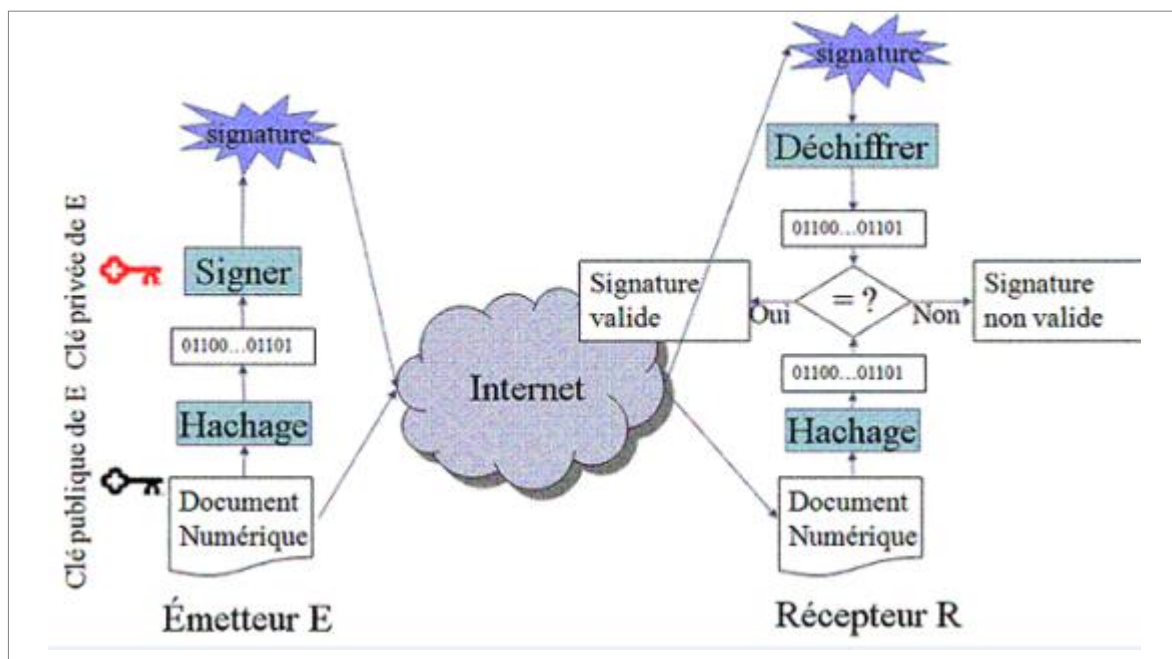 signature
Clé privée de E
Signer
01100...01101
Hachage
Clé publique de E
Document
Numérique
Émetteur E
Internet
signature
Déchiffrer
01100...01101
= ?
Oui
Non
Signature
valide
Signature
non valide
01100...01101
Hachage
Document
Numérique
Récepteur R